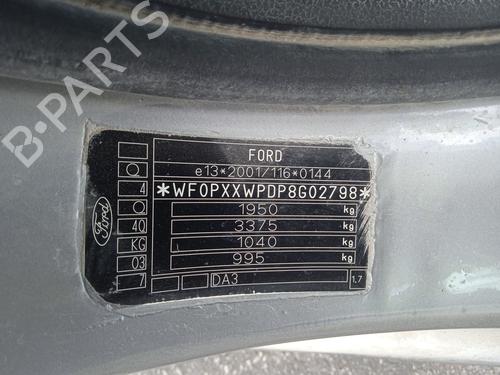 B-PARTS
FORD
e13*2001/116*0144
4 *WF0PXXWPDP8G02798*
1950 kg
40 3375 kg
KG 1040 kg
03 995 kg
7 DA3 1.7
Ford